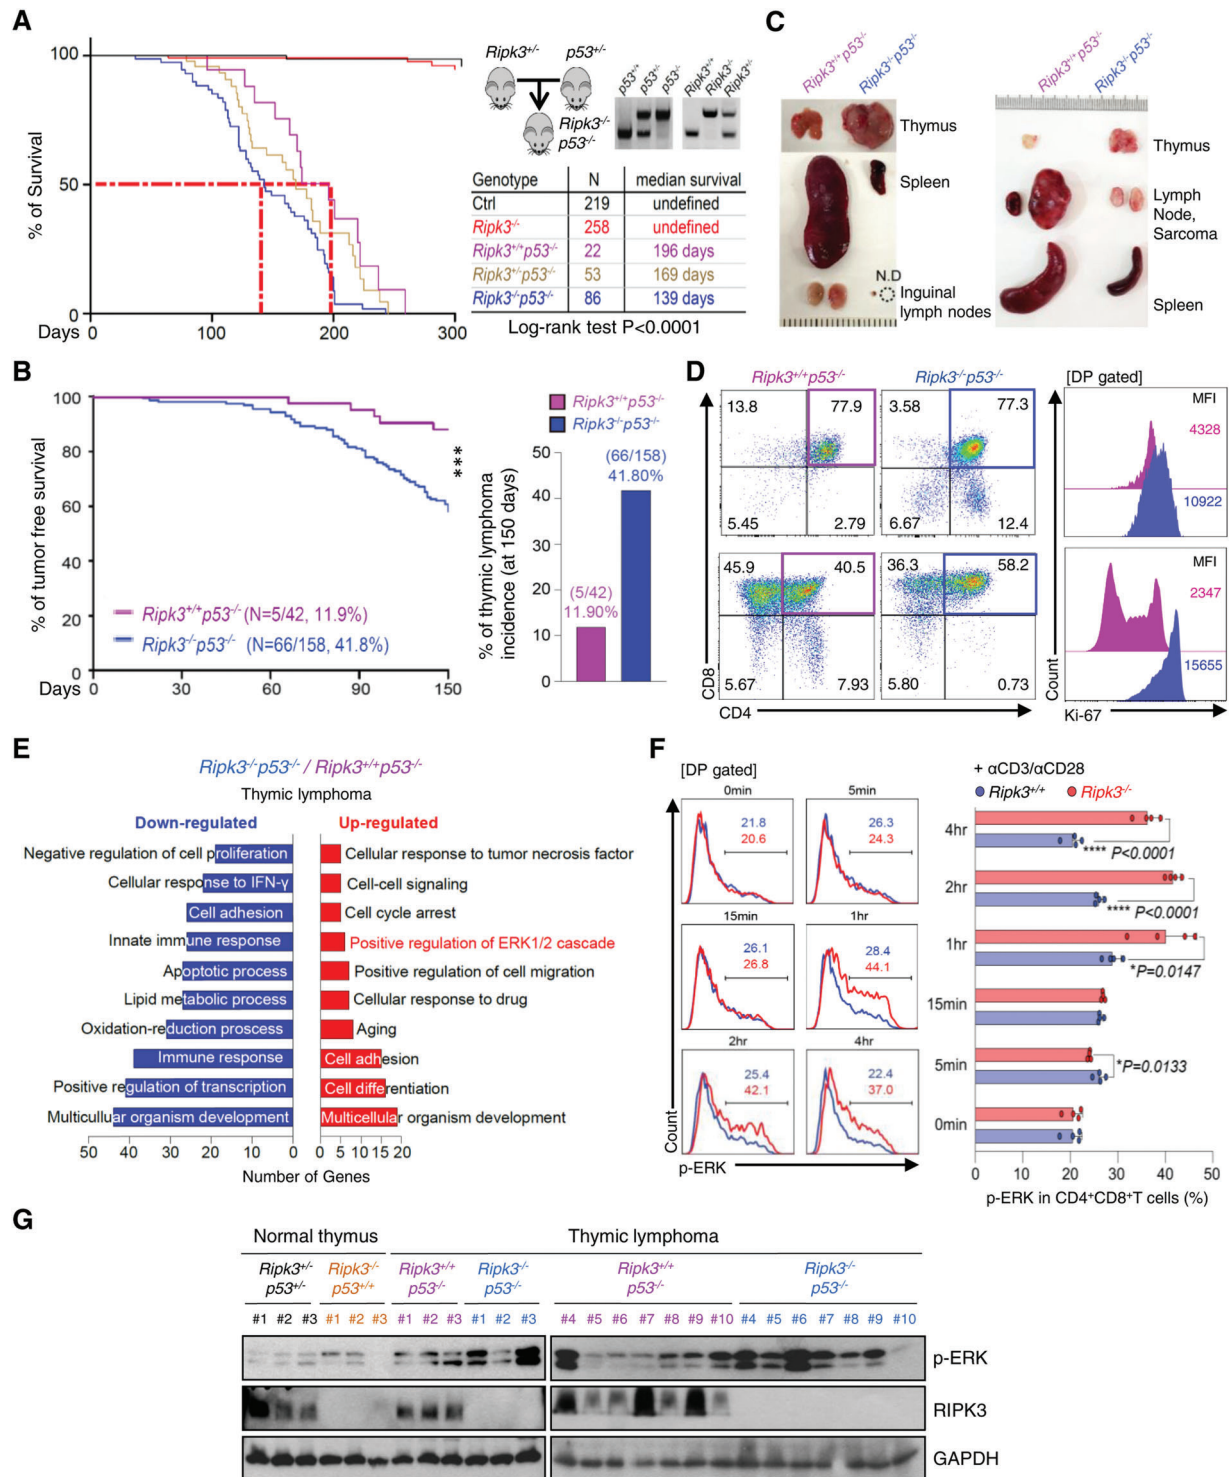 A
% of Survival
100
50
0
Days
0
100
200
300
Ripk3+/-
p53+/-
Ripk3-/-
p53-/-
p53+/+
p53+/-
p53-/-
Ripk3+/+
Ripk3-/-
Ripk3+/-
Genotype N median survival
Ctrl 219 undefined
Ripk3-/- 258 undefined
Ripk3+/+p53-/- 22 196 days
Ripk3+/-p53-/- 53 169 days
Ripk3-/-p53-/- 86 139 days
Log-rank test P<0.0001
C
Ripk3+/+p53-/-
Ripk3-/-p53-/-
Thymus
Spleen
N.D
Inguinal
lymph nodes
Ripk3+/+p53-/-
Ripk3-/-p53-/-
Thymus
Lymph
Node,
Sarcoma
Spleen
B
% of tumor free survival
100
80
60
40
20
0
Days
0 30 60 90 120 150
***
Ripk3+/+p53-/- (N=5/42, 11.9%)
Ripk3-/-p53-/- (N=66/158, 41.8%)
Ripk3+/+p53-/-
Ripk3-/-p53-/-
% of thymic lymphoma
incidence (at 150 days)
50
40
30
20
10
0
(66/158)
41.80%
(5/42)
11.90%
D
Ripk3+/+p53-/-
Ripk3-/-p53-/-
13.8 77.9
5.45 2.79
3.58 77.3
6.67 12.4
45.9 40.5
5.67 7.93
36.3 58.2
5.80 0.73
CD8
CD4
[DP gated]
MFI
4328
10922
MFI
2347
15655
Count
Ki-67
E
Ripk3-/-p53-/- / Ripk3+/+p53-/-
Thymic lymphoma
Down-regulated
Up-regulated
Negative regulation of cell proliferation
Cellular response to IFN-γ
Cell adhesion
Innate immune response
Apoptotic process
Lipid metabolic process
Oxidation-reduction proscess
Immune response
Positive regulation of transcription
Multiculluar organism development
Cellular response to tumor necrosis factor
Cell-cell signaling
Cell cycle arrest
Positive regulation of ERK1/2 cascade
Positive regulation of cell migration
Cellular response to drug
Aging
Cell adhesion
Cell differentiation
Multicellular organism development
50 40 30 20 10 0
0 5 10 15 20
Number of Genes
F
[DP gated]
0min
21.8
20.6
5min
26.3
24.3
15min
26.1
26.8
1hr
28.4
44.1
2hr
25.4
42.1
4hr
22.4
37.0
Count
p-ERK
+ αCD3/αCD28
Ripk3+/+ Ripk3-/-
4hr
**** P<0.0001
2hr
**** P<0.0001
1hr
*P=0.0147
15min
5min
*P=0.0133
0min
0 10 20 30 40 50
p-ERK in CD4+CD8+T cells (%)
G
Normal thymus
Thymic lymphoma
Ripk3+/-
p53+/-
Ripk3-/-
p53+/+
Ripk3+/+
p53-/-
Ripk3-/-
p53-/-
Ripk3+/+
p53-/-
Ripk3-/-
p53-/-
#1 #2 #3 #1 #2 #3 #1 #2 #3 #1 #2 #3 #4 #5 #6 #7 #8 #9 #10 #4 #5 #6 #7 #8 #9 #10
p-ERK
RIPK3
GAPDH